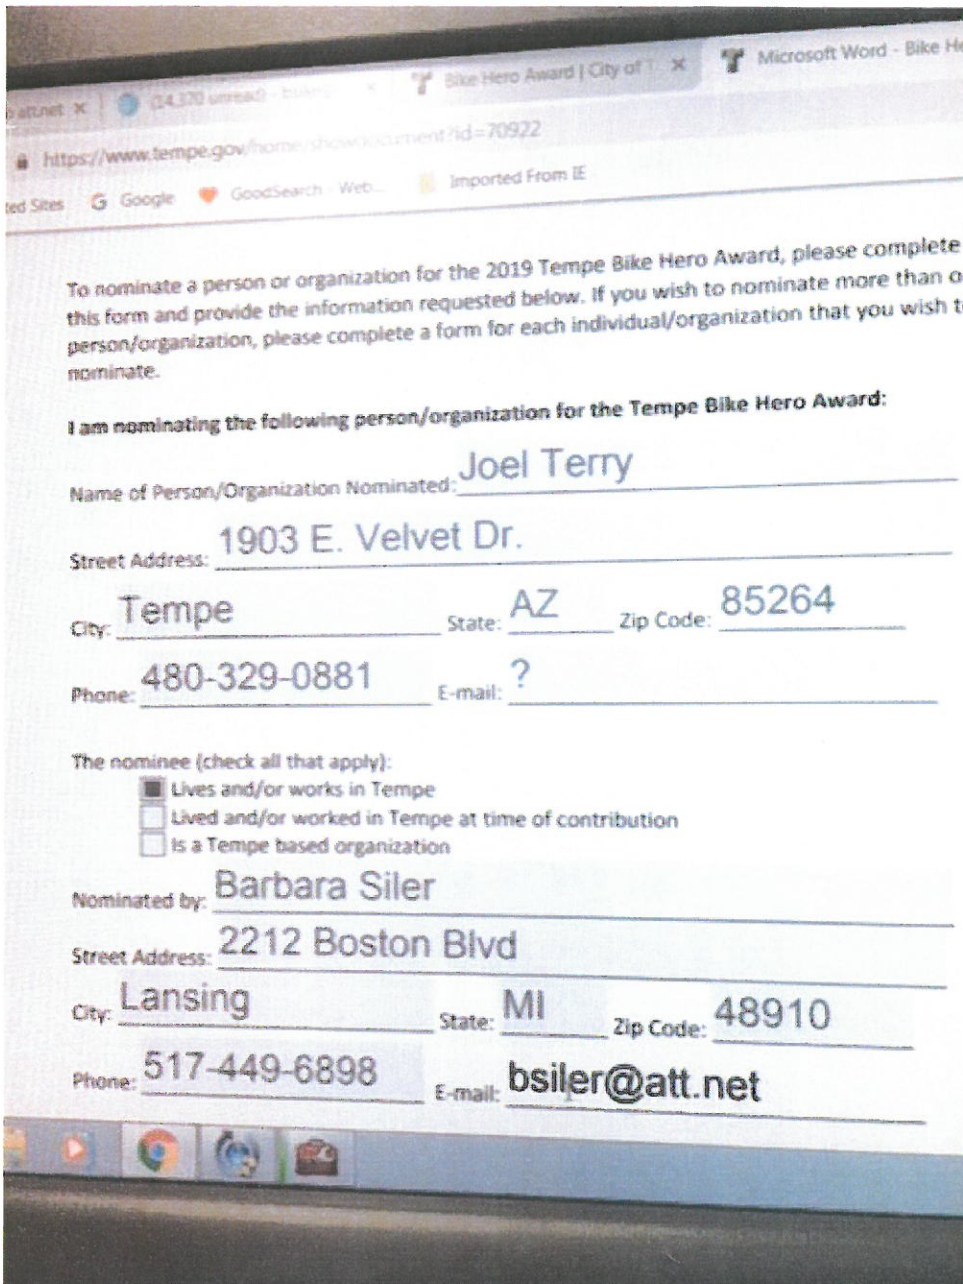 attnet
(14,370 unread) -
Bike Hero Award | City of T
Microsoft Word - Bike He
https://www.tempe.gov/home/showdocument?id=70922
ted Sites
Google
GoodSearch - Web...
Imported From IE
To nominate a person or organization for the 2019 Tempe Bike Hero Award, please complete
this form and provide the information requested below. If you wish to nominate more than o
person/organization, please complete a form for each individual/organization that you wish t
nominate.
I am nominating the following person/organization for the Tempe Bike Hero Award:
Name of Person/Organization Nominated: Joel Terry
Street Address: 1903 E. Velvet Dr.
City: Tempe State: AZ Zip Code: 85264
Phone: 480-329-0881 E-mail: ?
The nominee (check all that apply):
Lives and/or works in Tempe
Lived and/or worked in Tempe at time of contribution
Is a Tempe based organization
Nominated by: Barbara Siler
Street Address: 2212 Boston Blvd
City: Lansing State: MI Zip Code: 48910
Phone: 517-449-6898 E-mail: bsiler@att.net